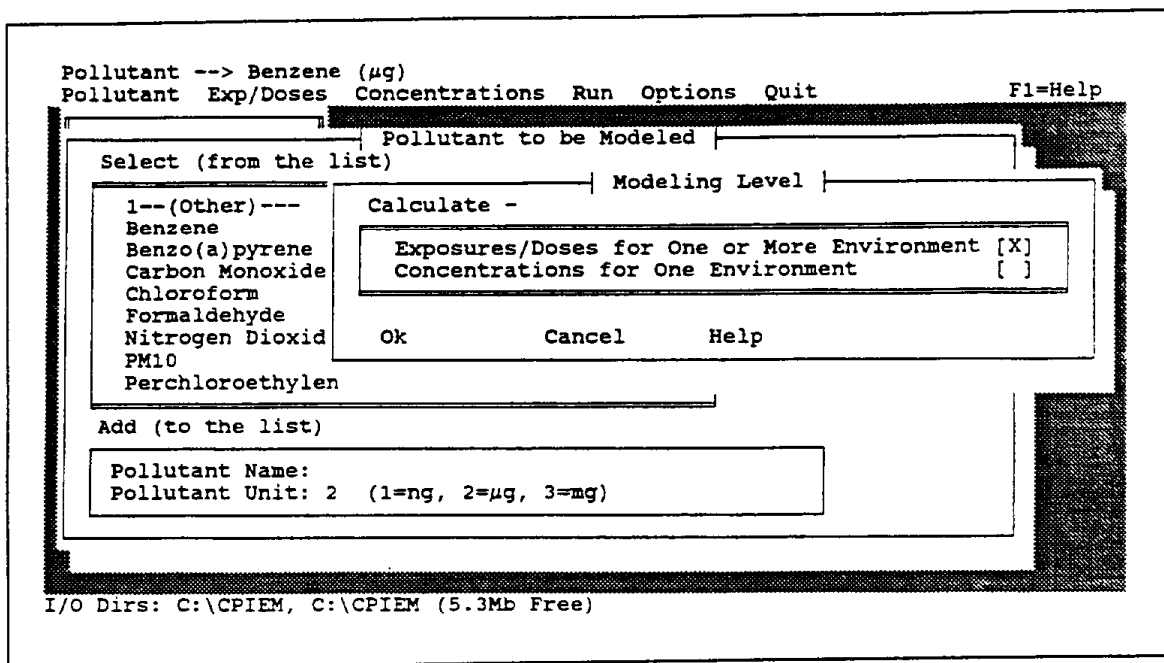 Pollutant --> Benzene (µg)
Pollutant Exp/Doses Concentrations Run Options Quit F1=Help
Pollutant to be Modeled
Select (from the list)
Modeling Level
1--(Other)---
Calculate -
Benzene
Benzo(a)pyrene
Exposures/Doses for One or More Environment [X]
Carbon Monoxide
Concentrations for One Environment [ ]
Chloroform
Formaldehyde
Nitrogen Dioxid
Ok Cancel Help
PM10
Perchloroethylen
Add (to the list)
Pollutant Name:
Pollutant Unit: 2 (1=ng, 2=µg, 3=mg)
I/O Dirs: C:\CPIEM, C:\CPIEM (5.3Mb Free)